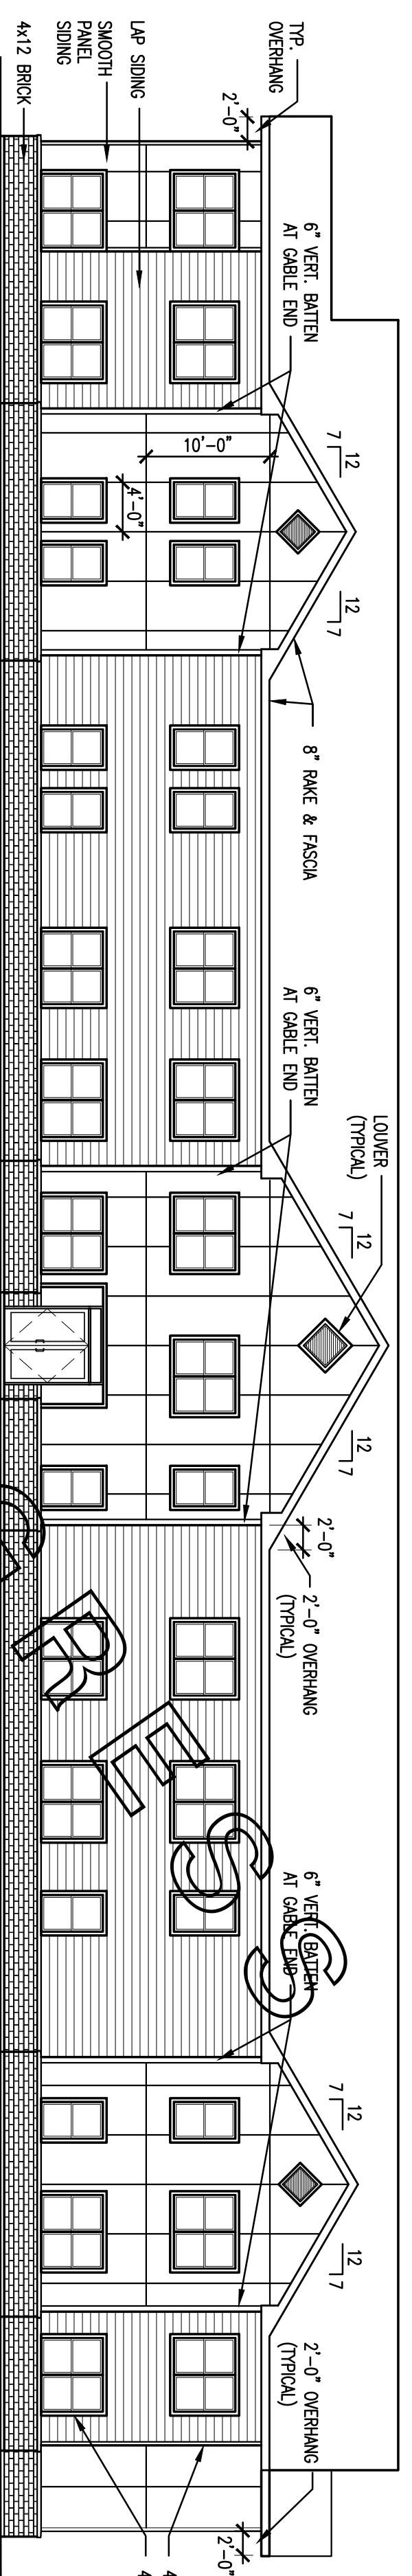 TYP.
OVERHANG
2'-0"
LAP SIDING
SMOOTH
PANEL
SIDING
4x12 BRICK
6" VERT. BATTEN
AT GABLE END
12
7
12
7
10'-0"
4'-0"
8" RAKE & FASCIA
6" VERT. BATTEN
AT GABLE END
LOUVER
(TYPICAL)
12
7
12
7
2'-0"
2'-0" OVERHANG
(TYPICAL)
6" VERT. BATTEN
AT GABLE END
12
7
12
7
2'-0" OVERHANG
(TYPICAL)
2'-0"
4
4
RESS